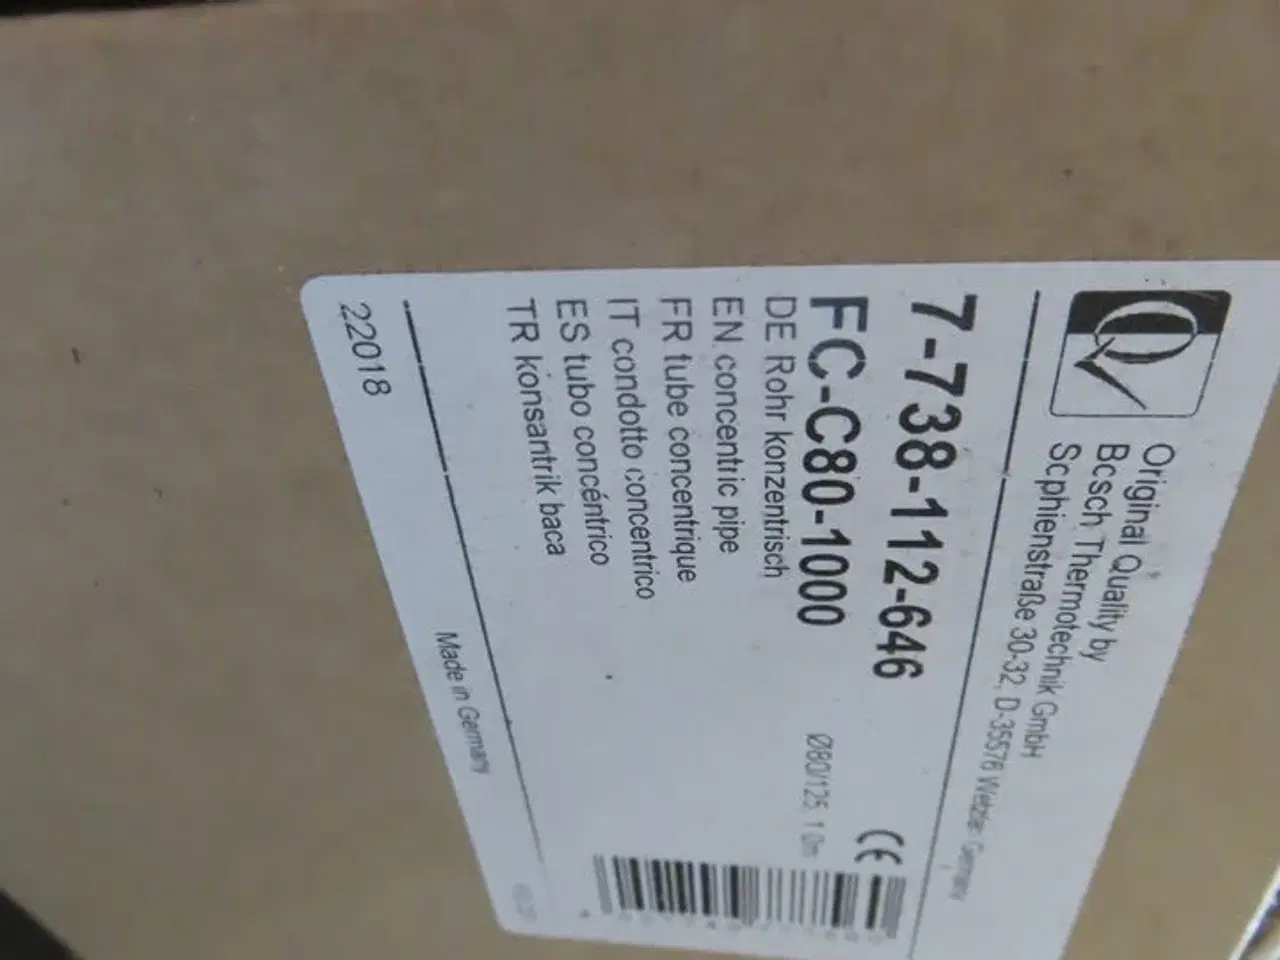 Original Quality by
Bosch Thermotechnik GmbH
Sophienstraße 30-32, D-35576 Wetzlar Germany
7-738-112-646
CE
FC-C80-1000
Ø80/125, 1.0m
DE Rohr konzentrisch
EN concentric pipe
FR tube concentrique
IT condotto concentrico
ES tubo concéntrico
TR konsantrik baca
Made in Germany
22018